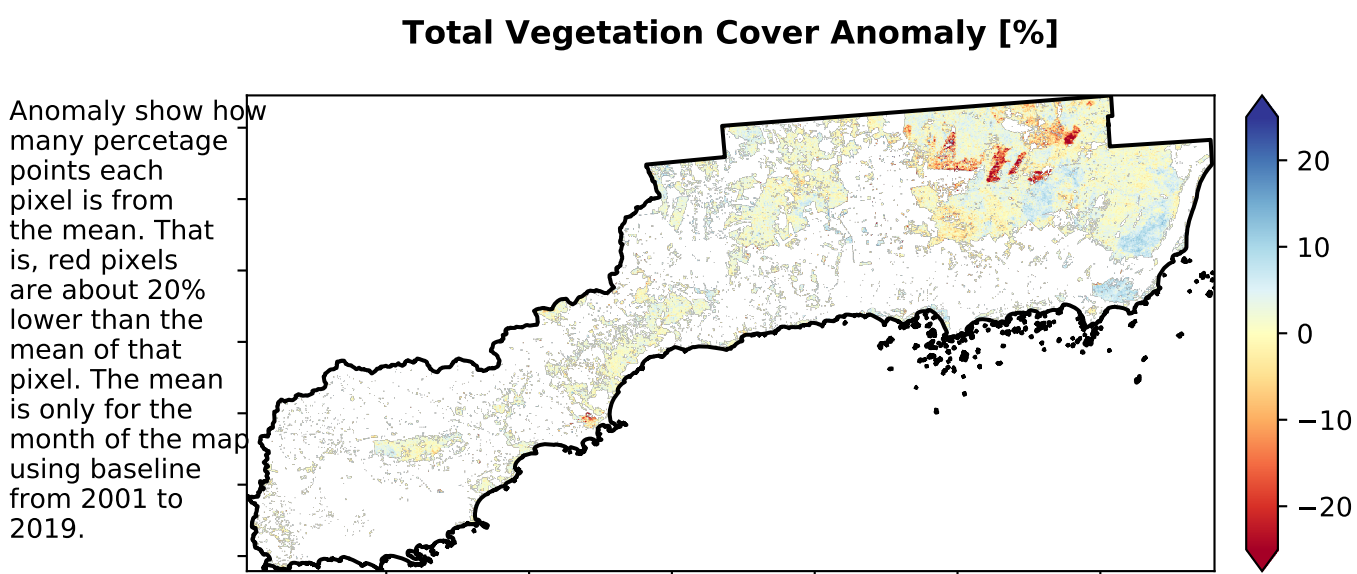 Total Vegetation Cover Anomaly [%]
Anomaly show how
many percetage
points each
pixel is from
the mean. That
is, red pixels
are about 20%
lower than the
mean of that
pixel. The mean
is only for the
month of the map
using baseline
from 2001 to
2019.
20
10
0
−10
−20